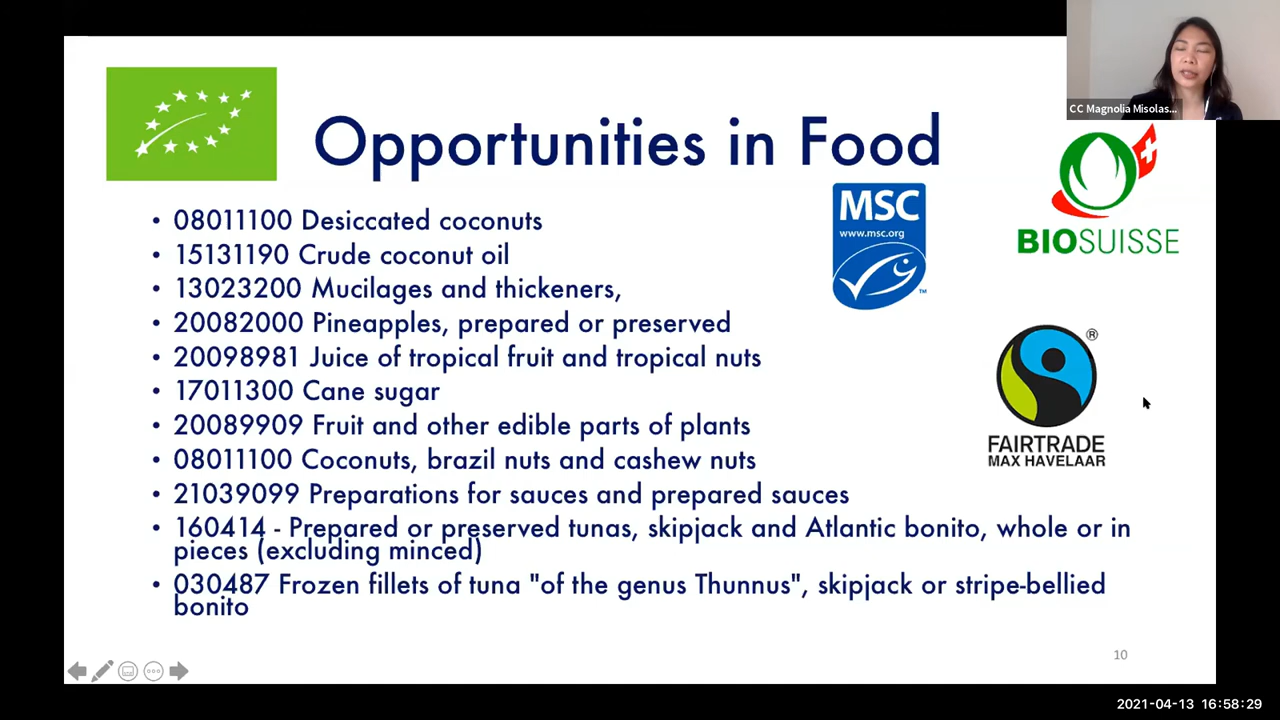 CC Magnolia Misolas...
Opportunities in Food
MSC
www.msc.org
TM
BIOSUISSE
• 08011100 Desiccated coconuts
• 15131190 Crude coconut oil
• 13023200 Mucilages and thickeners,
• 20082000 Pineapples, prepared or preserved
• 20098981 Juice of tropical fruit and tropical nuts
• 17011300 Cane sugar
• 20089909 Fruit and other edible parts of plants
• 08011100 Coconuts, brazil nuts and cashew nuts
• 21039099 Preparations for sauces and prepared sauces
• 160414 - Prepared or preserved tunas, skipjack and Atlantic bonito, whole or in
pieces (excluding minced)
• 030487 Frozen fillets of tuna "of the genus Thunnus", skipjack or stripe-bellied
bonito
®
FAIRTRADE
MAX HAVELAAR
10
2021-04-13 16:58:29